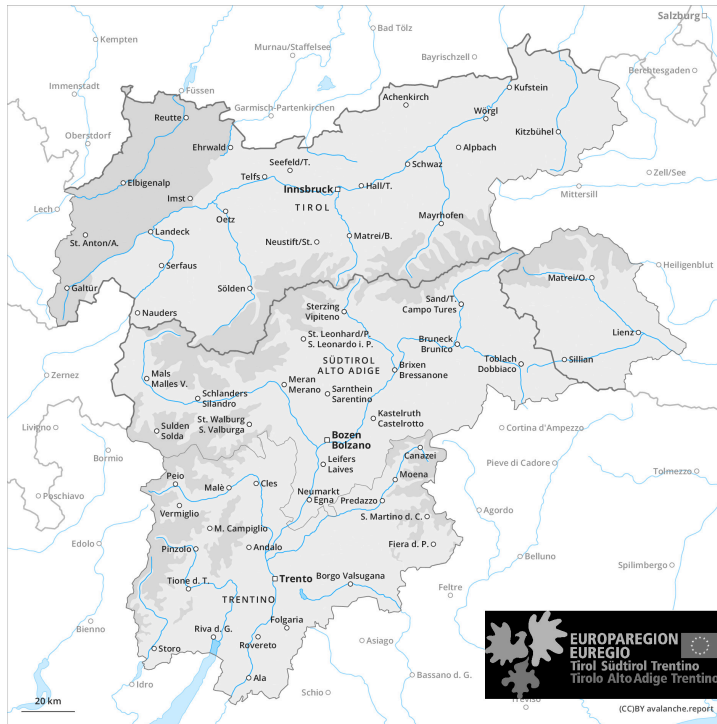 Salzburg
Kempten
Bad Tölz
Murnau/Staffelsee
Bayrischzell
Berchtesgaden
Immenstadt
Füssen
Kufstein
Achenkirch
Garmisch-Partenkirchen
Reutte
Wörgl
Kitzbühel
Oberstdorf
Ehrwald
Alpbach
Seefeld/T.
Schwaz
Telfs
Zell/See
Elbigenalp
Innsbruck
Hall/T.
Mittersill
Imst
TIROL
Lech
Oetz
Mayrhofen
St. Anton/A.
Landeck
Neustift/St.
Matrei/B.
Serfaus
Heiligenblut
Matrei/O.
Galtür
Sölden
Nauders
Sterzing
Vipiteno
Sand/T.
Campo Tures
Lienz
St. Leonhard/P.
S. Leonardo i. P.
Bruneck
Brunico
SÜDTIROL
ALTO ADIGE
Toblach
Dobbiaco
Sillian
Zernez
Mals
Malles V.
Meran
Merano
Brixen
Bressanone
Schlanders
Silandro
Sarnthein
Sarentino
St. Walburg
S. Valburga
Kastelruth
Castelrotto
Livigno
Sulden
Solda
Bozen
Bolzano
Cortina d'Ampezzo
Bormio
Canazei
Leifers
Laives
Pieve di Cadore
Peio
Moena
Tolmezzo
Malè
Cles
Neumarkt
Egna
Predazzo
Poschiavo
Vermiglio
S. Martino d. C.
Agordo
M. Campiglio
Edolo
Pinzolo
Andalo
Fiera d. P.
Belluno
Tione d. T.
Trento
Borgo Valsugana
Spilimbergo
TRENTINO
Feltre
Bienno
Folgaria
Riva d. G.
Rovereto
Asiago
Storo
Ala
Bassano d. G.
Idro
Schio
Treviso
EUROPAREGION
EUREGIO
Tirol Südtirol Trentino
Tirolo Alto Adige Trentino
20 km
(CC)BY avalanche.report